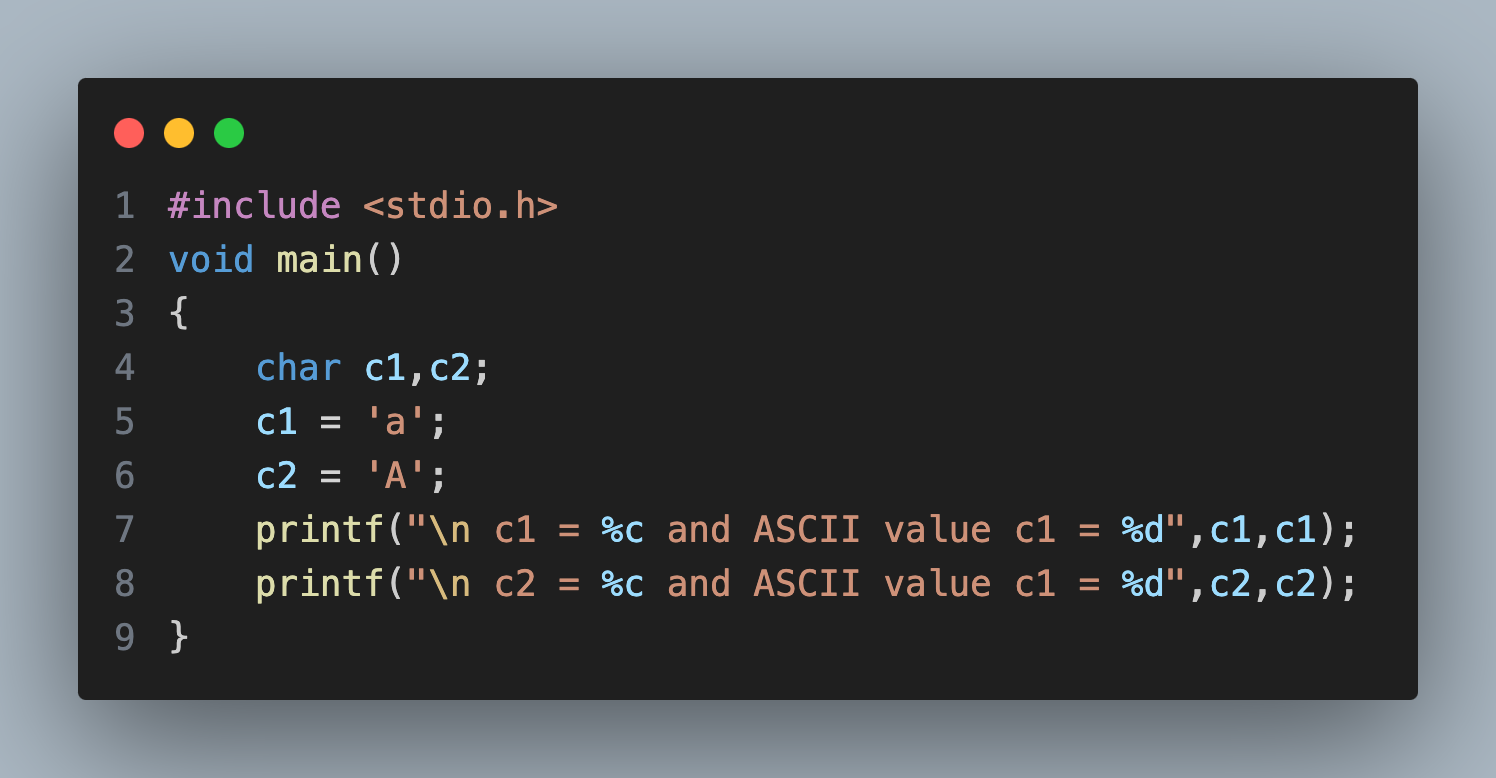 1 #include <stdio.h>
2 void main()
3 {
4     char c1,c2;
5     c1 = 'a';
6     c2 = 'A';
7     printf("\n c1 = %c and ASCII value c1 = %d",c1,c1);
8     printf("\n c2 = %c and ASCII value c1 = %d",c2,c2);
9 }